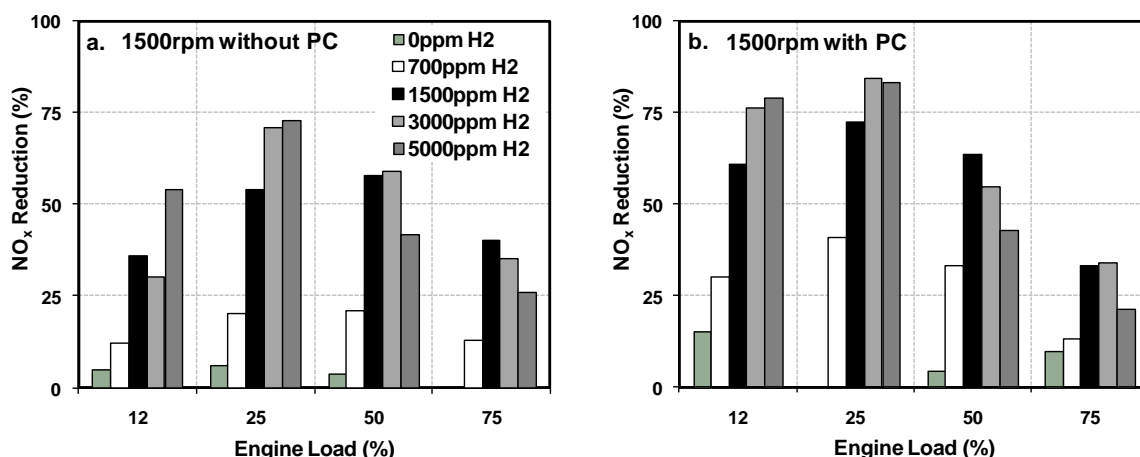 a. 1500rpm without PC
0ppm H2
700ppm H2
1500ppm H2
3000ppm H2
5000ppm H2
100
75
50
25
0
NOx Reduction (%)
12 25 50 75
Engine Load (%)
b. 1500rpm with PC
100
75
50
25
0
NOx Reduction (%)
12 25 50 75
Engine Load (%)